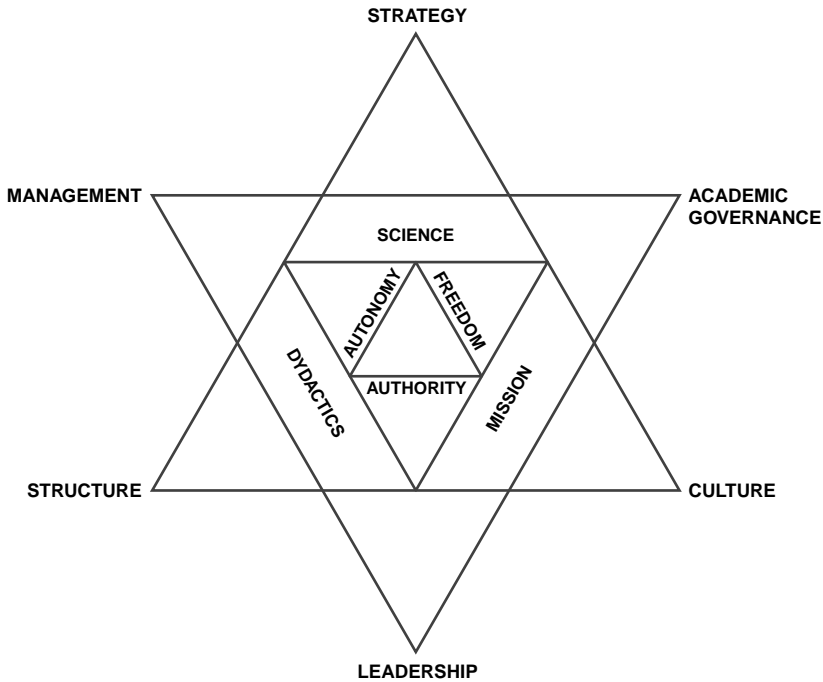 STRATEGY
MANAGEMENT
ACADEMIC
GOVERNANCE
SCIENCE
AUTONOMY
FREEDOM
DYDACTICS
AUTHORITY
MISSION
STRUCTURE
CULTURE
LEADERSHIP